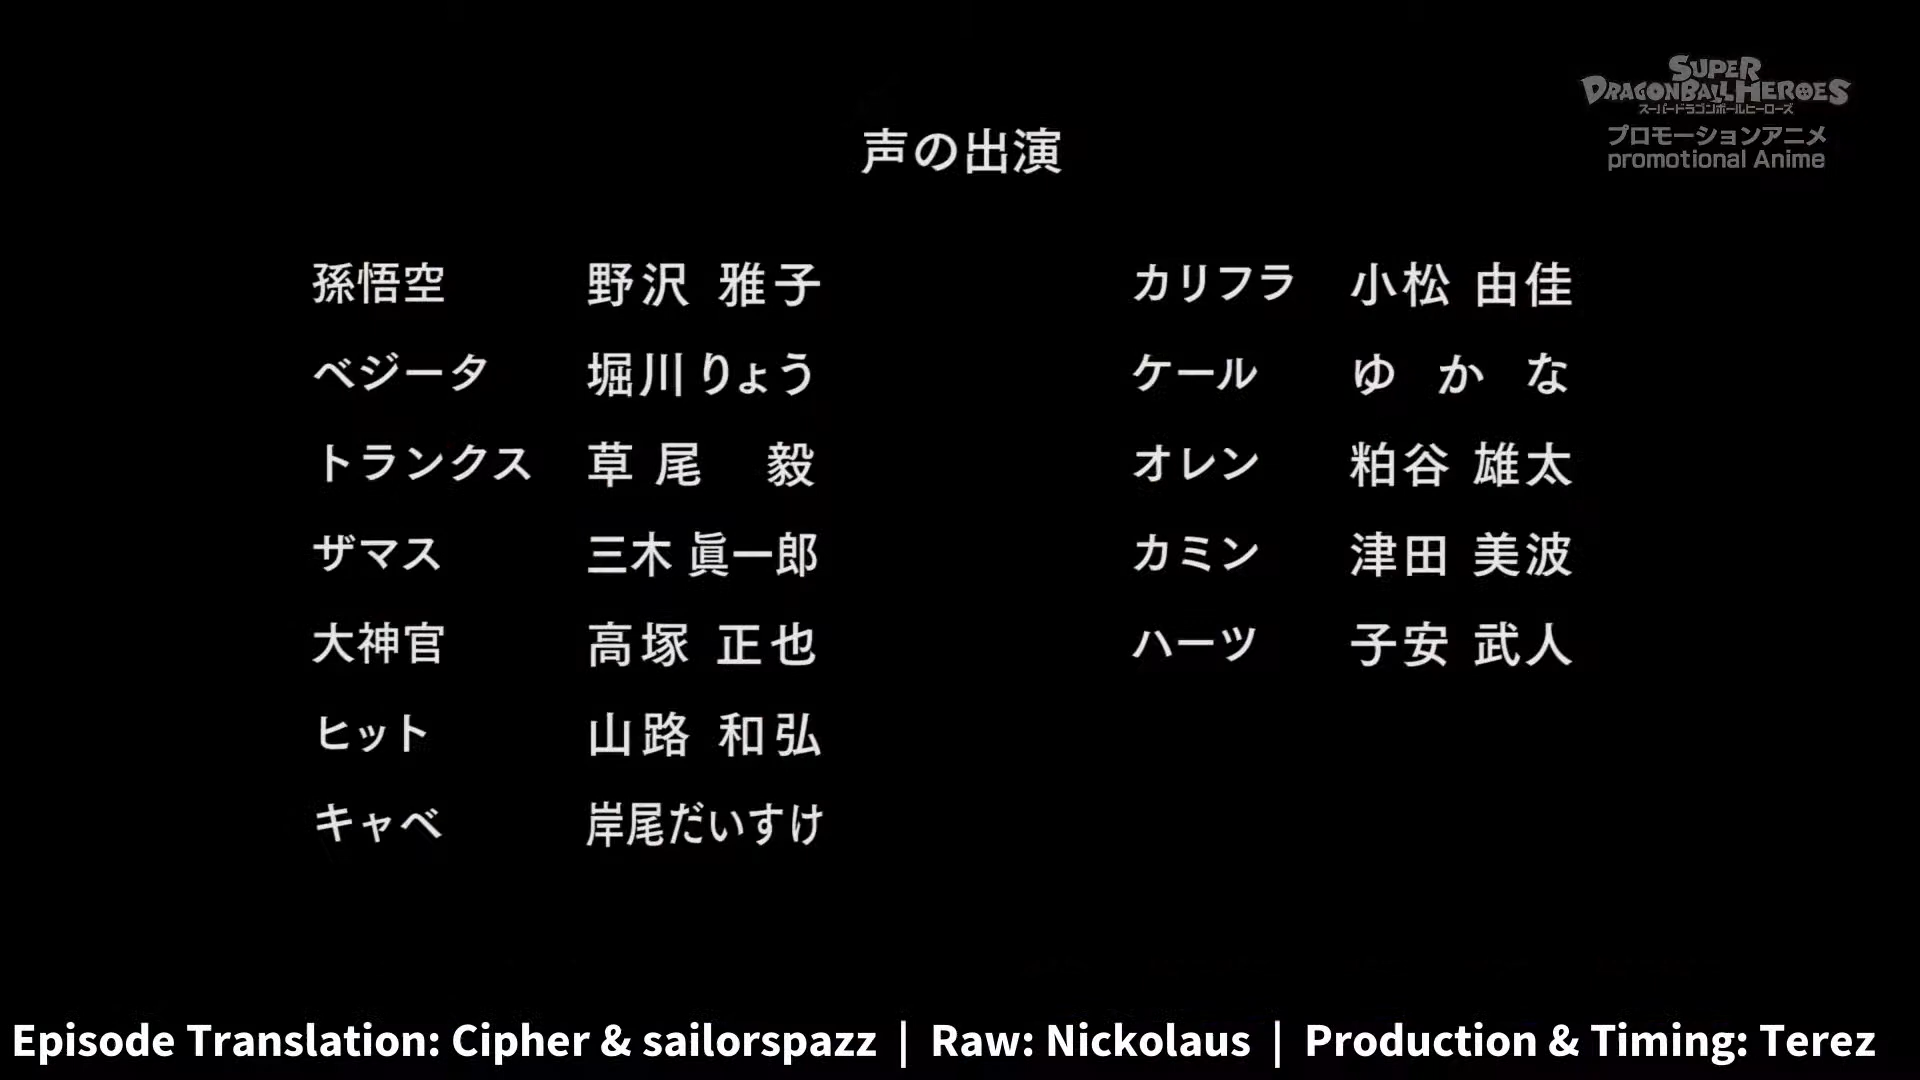 SUPER
DRAGONBALL HEROES
スーパードラゴンボールヒーローズ
プロモーションアニメ
promotional Anime
声の出演
孫悟空 野沢 雅子
ベジータ 堀川りょう
トランクス 草尾 毅
ザマス 三木 眞一郎
大神官 高塚 正也
ヒット 山路 和弘
キャベ 岸尾だいすけ
カリフラ 小松 由佳
ケール ゆかな
オレン 粕谷 雄太
カミン 津田 美波
ハーツ 子安 武人
Episode Translation: Cipher & sailorspazz | Raw: Nickolaus | Production & Timing: Terez